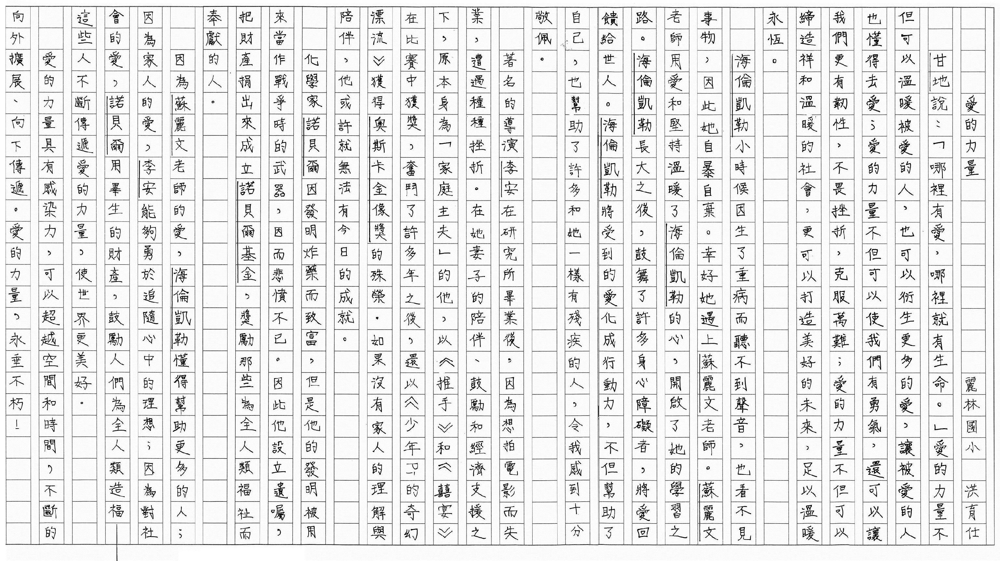 愛的力量　麗林國小　洪育仕
甘地說：「哪裡有愛，哪裡就有生命。」愛的力量不
但可以溫暖被愛的人，也可以衍生更多的愛，讓被愛的人
也懂得去愛；愛的力量不但可以使我們有勇氣，還可以讓
我們更有韌性，不畏挫折，克服萬難；愛的力量不但可以
締造祥和溫暖的社會，更可以打造美好的未來，足以溫暖
永恆。
海倫凱勒小時候因生了重病而聽不到聲音，也看不見
事物，因此她自暴自棄。幸好她遇上蘇麗文老師。蘇麗文
老師用愛和堅持溫暖了海倫凱勒的心，開啟了她的學習之
路。海倫凱勒長大之後，鼓舞了許多身心障礙者，將愛回
饋給世人。海倫凱勒將受到的愛化成行動力，不但幫助了
自己，也幫助了許多和她一樣有殘疾的人，令我感到十分
敬佩。
著名的導演李安在研究所畢業後，因為想拍電影而失
業，遭遇種種挫折。在她妻子的陪伴、鼓勵和經濟支援之
下，原本身為「家庭主夫」的他，以《推手》和《囍宴》
在比賽中獲獎，奮鬥了許多年之後，還以《少年Pi的奇幻
漂流》獲得奧斯卡金像獎的殊榮。如果沒有家人的理解與
陪伴，他或許就無法有今日的成就。
化學家諾貝爾因發明炸藥而致富，但是他的發明被用
來當作戰爭時的武器，因而悲憤不已。因此他設立遺囑，
把財產捐出來成立諾貝爾基金，獎勵那些為全人類福祉而
奉獻的人。
因為蘇麗文老師的愛，海倫凱勒懂得幫助更多的人；
因為家人的愛，李安能夠勇於追隨心中的理想；因為對社
會的愛，諾貝爾用畢生的財產，鼓勵人們為全人類造福—
這些人不斷傳遞愛的力量，使世界更美好。
愛的力量具有感染力，可以超越空間和時間，不斷的
向外擴展、向下傳遞。愛的力量，永垂不朽！